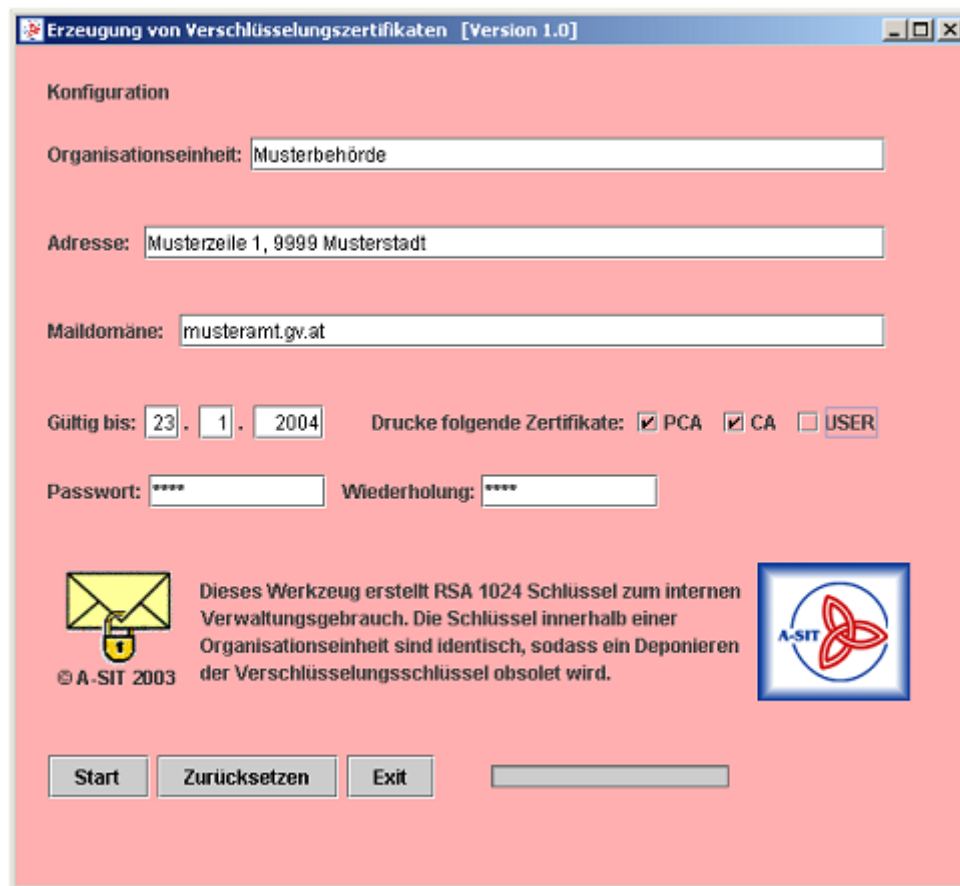 Erzeugung von Verschlüsselungszertifikaten [Version 1.0]
Konfiguration
Organisationseinheit: Musterbehörde
Adresse: Musterzeile 1, 9999 Musterstadt
Maildomäne: musteramt.gv.at
Gültig bis: 23 . 1 . 2004 Drucke folgende Zertifikate: PCA CA USER
Passwort: **** Wiederholung: ****
Dieses Werkzeug erstellt RSA 1024 Schlüssel zum internen
Verwaltungsgebrauch. Die Schlüssel innerhalb einer
Organisationseinheit sind identisch, sodass ein Deponieren
der Verschlüsselungsschlüssel obsolet wird.
© A-SIT 2003
A-SIT
Start Zurücksetzen Exit